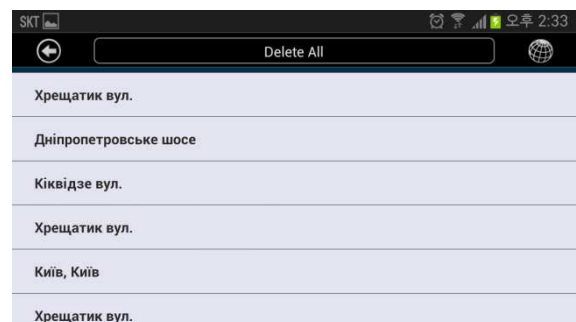 SKT
오후 2:33
Delete All
Хрещатик вул.
Дніпропетровське шосе
Кіквідзе вул.
Хрещатик вул.
Київ, Київ
Хрещатик вул.